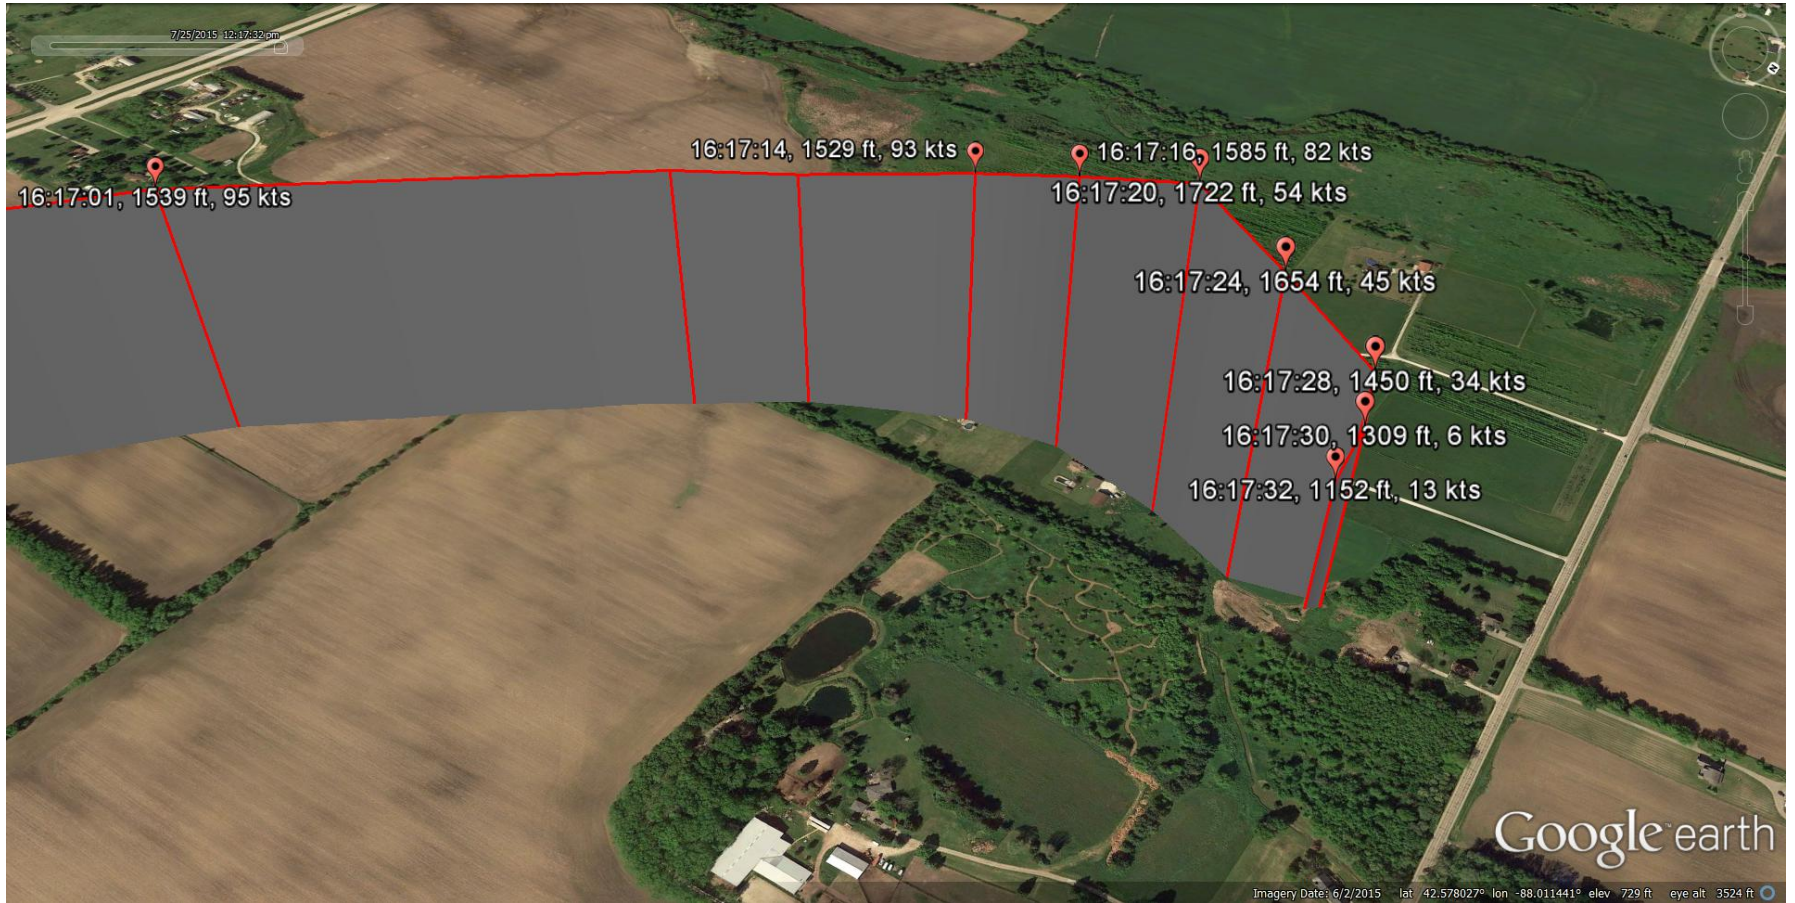 7/25/2015 12:17:32 pm
N
16:17:14, 1529 ft, 93 kts
16:17:16, 1585 ft, 82 kts
16:17:01, 1539 ft, 95 kts
16:17:20, 1722 ft, 54 kts
16:17:24, 1654 ft, 45 kts
16:17:28, 1450 ft, 34 kts
16:17:30, 1309 ft, 6 kts
16:17:32, 1152 ft, 13 kts
Google earth
Imagery Date: 6/2/2015 lat 42.578027° lon -88.011441° elev 729 ft eye alt 3524 ft